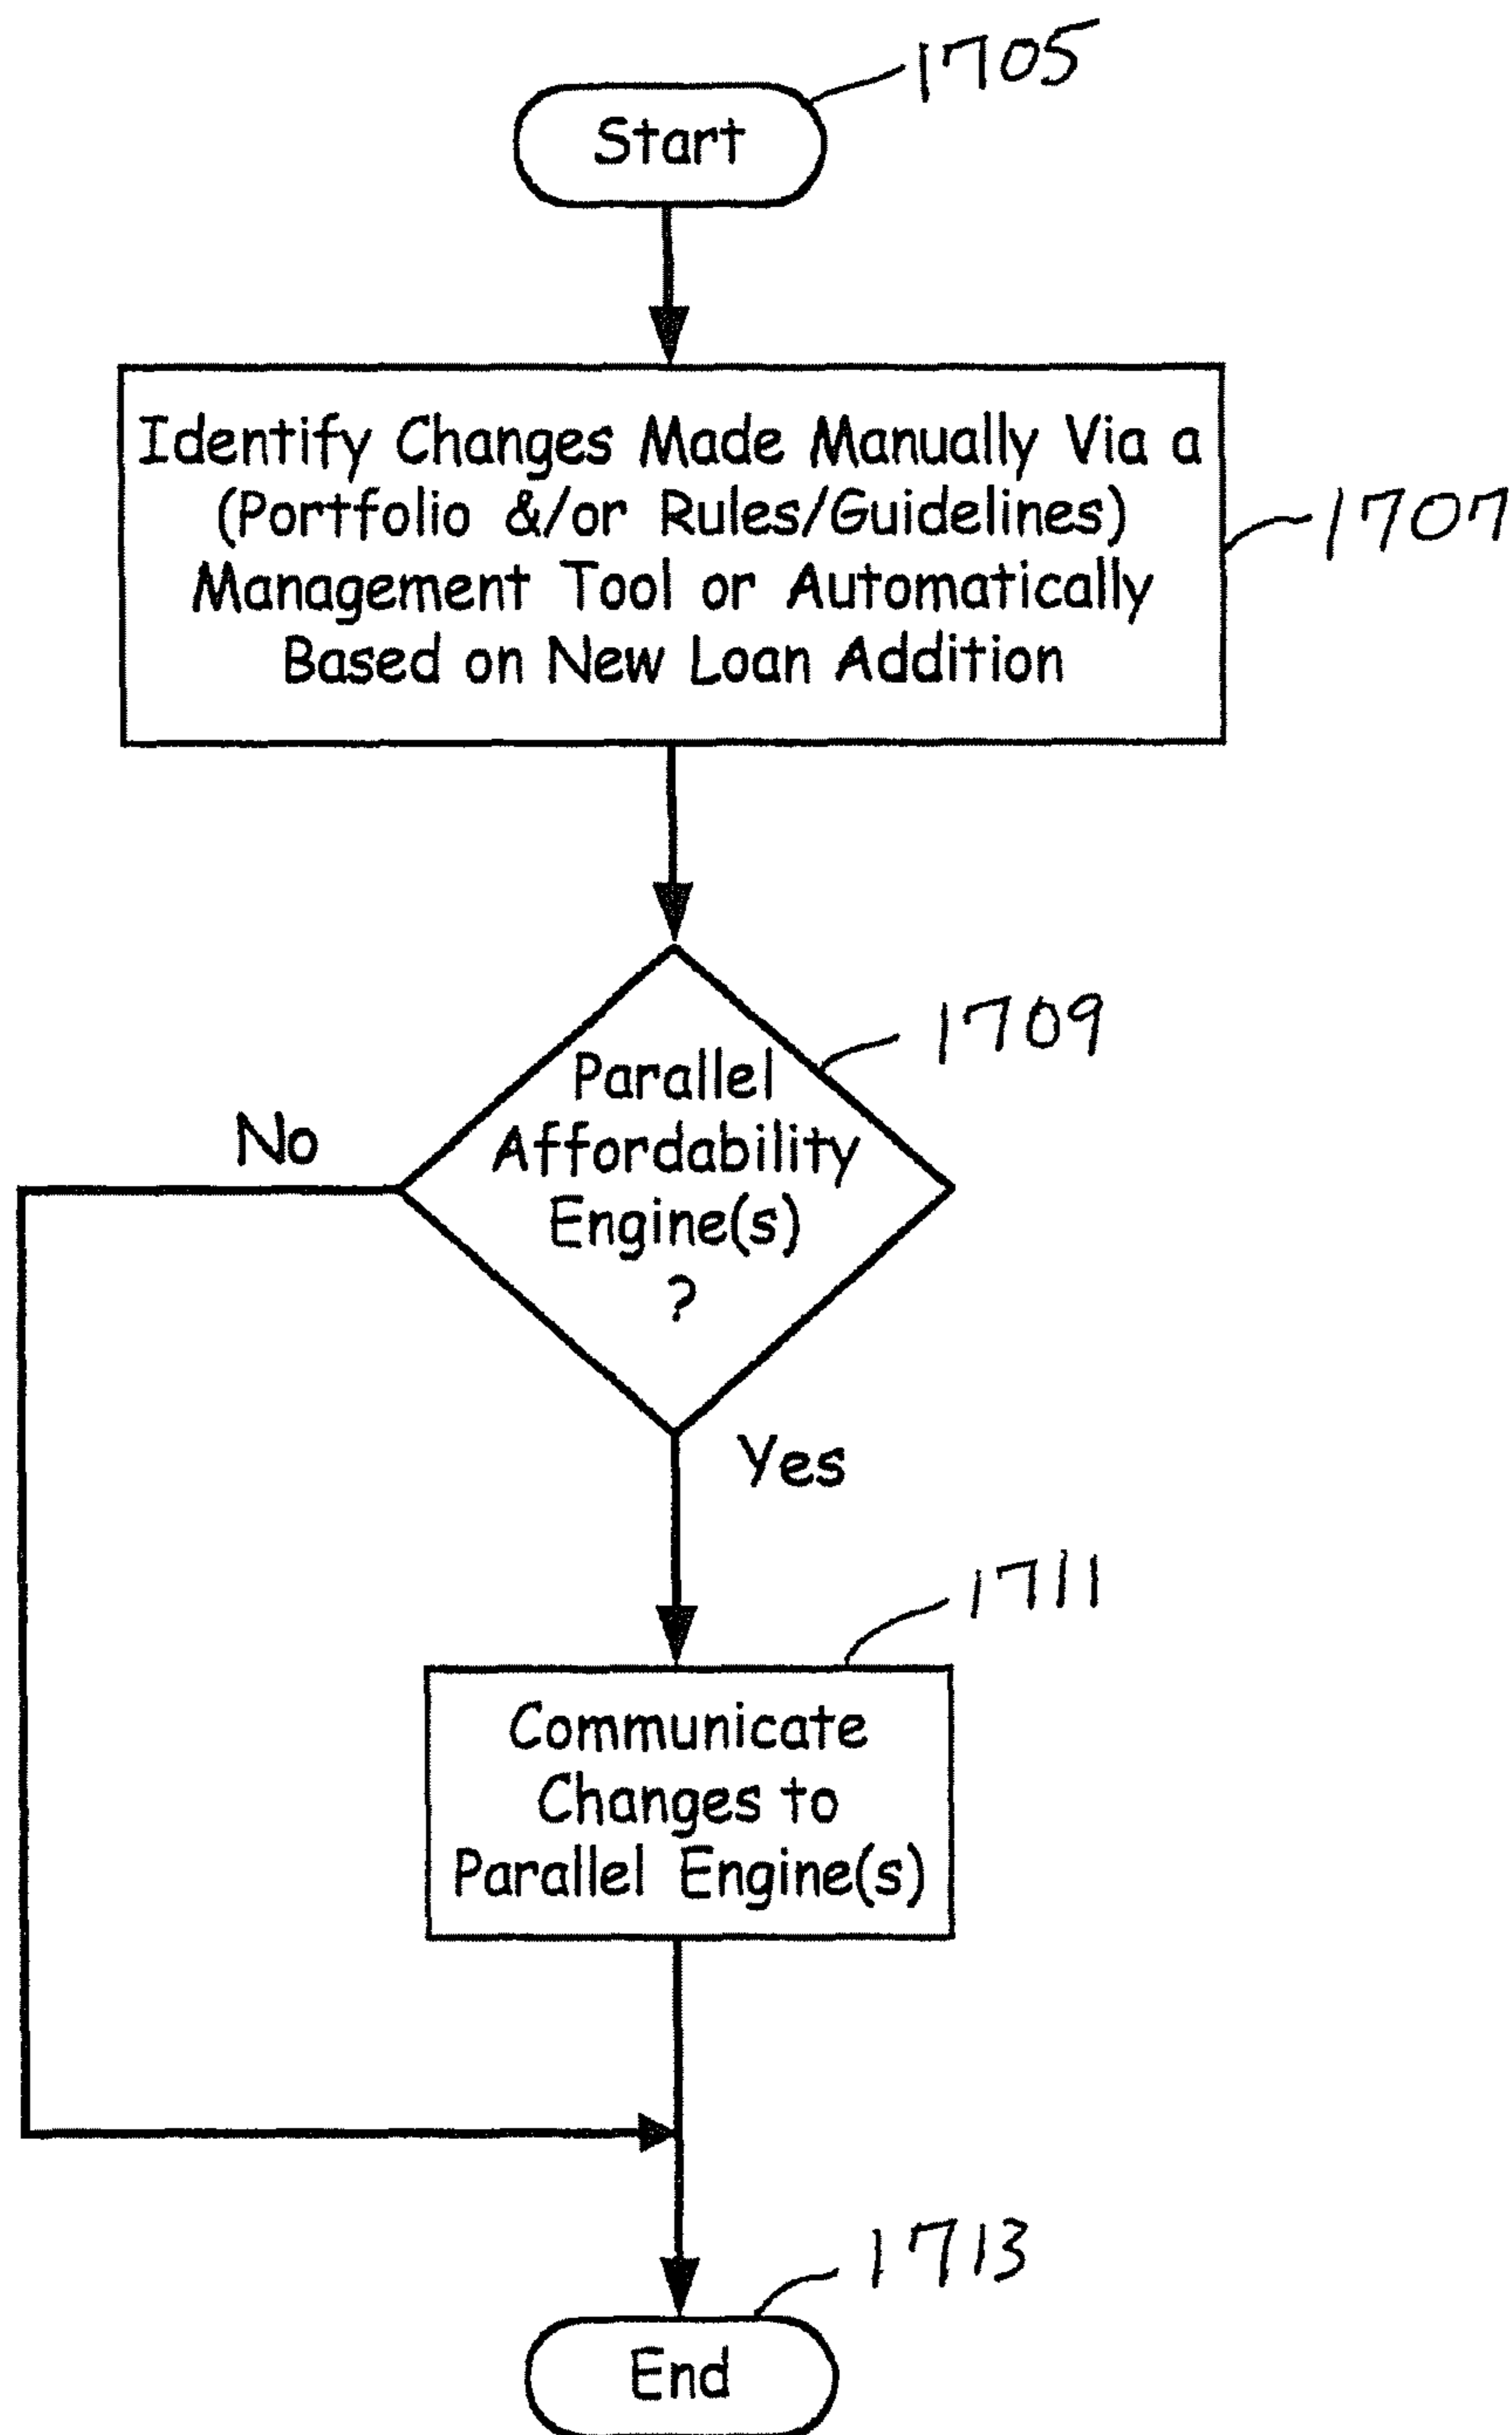 1705
Start
Identify Changes Made Manually Via a
(Portfolio &/or Rules/Guidelines)
Management Tool or Automatically
Based on New Loan Addition
1707
1709
Parallel
Affordability
Engine(s)
?
No
Yes
1711
Communicate
Changes to
Parallel Engine(s)
1713
End